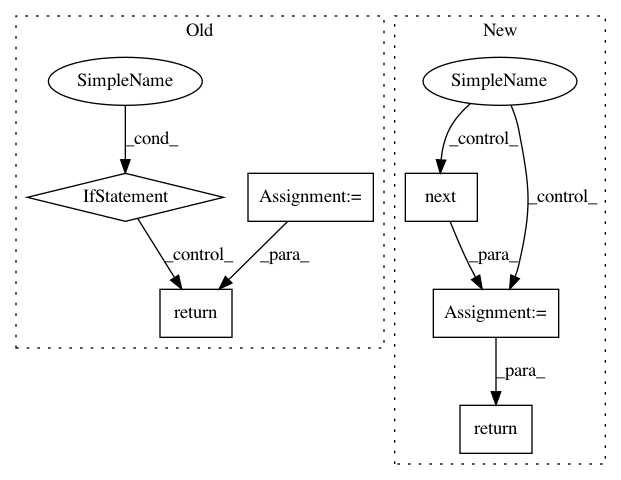 Old
New
SimpleName
SimpleName
_cond_
_control_
IfStatement
Assignment:=
next
_control_
_control_
_para_
_para_
return
Assignment:=
_para_
return